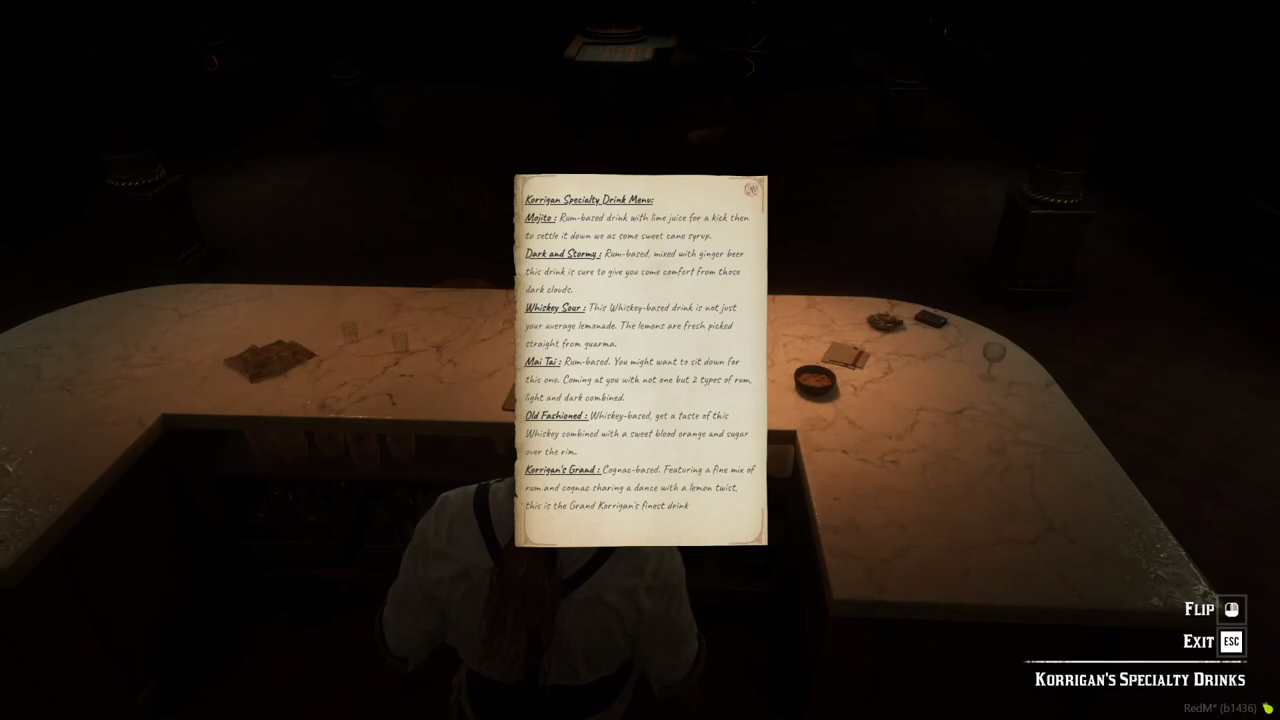 Korrigan Specialty Drink Menu:
Mojito : Rum-based drink with lime juice for a kick then
to settle it down we as some sweet cane syrup.
Dark and Stormy : Rum-based, mixed with ginger beer
this drink is sure to give you some comfort from those
dark clouds.
Whiskey Sour : This Whiskey-based drink is not just
your average lemonade. The lemons are fresh picked
straight from guarma.
Mai Tai : Rum-based. You might want to sit down for
this one. Coming at you with not one but 2 types of rum,
light and dark combined.
Old Fashioned : Whiskey-based, get a taste of this
Whiskey combined with a sweet blood orange and sugar
over the rim.
Korrigan's Grand : Cognac-based. Featuring a fine mix of
rum and cognac sharing a dance with a lemon twist,
this is the Grand Korrigan's finest drink
FLIP
EXIT ESC
KORRIGAN'S SPECIALTY DRINKS
RedM* (b1436)